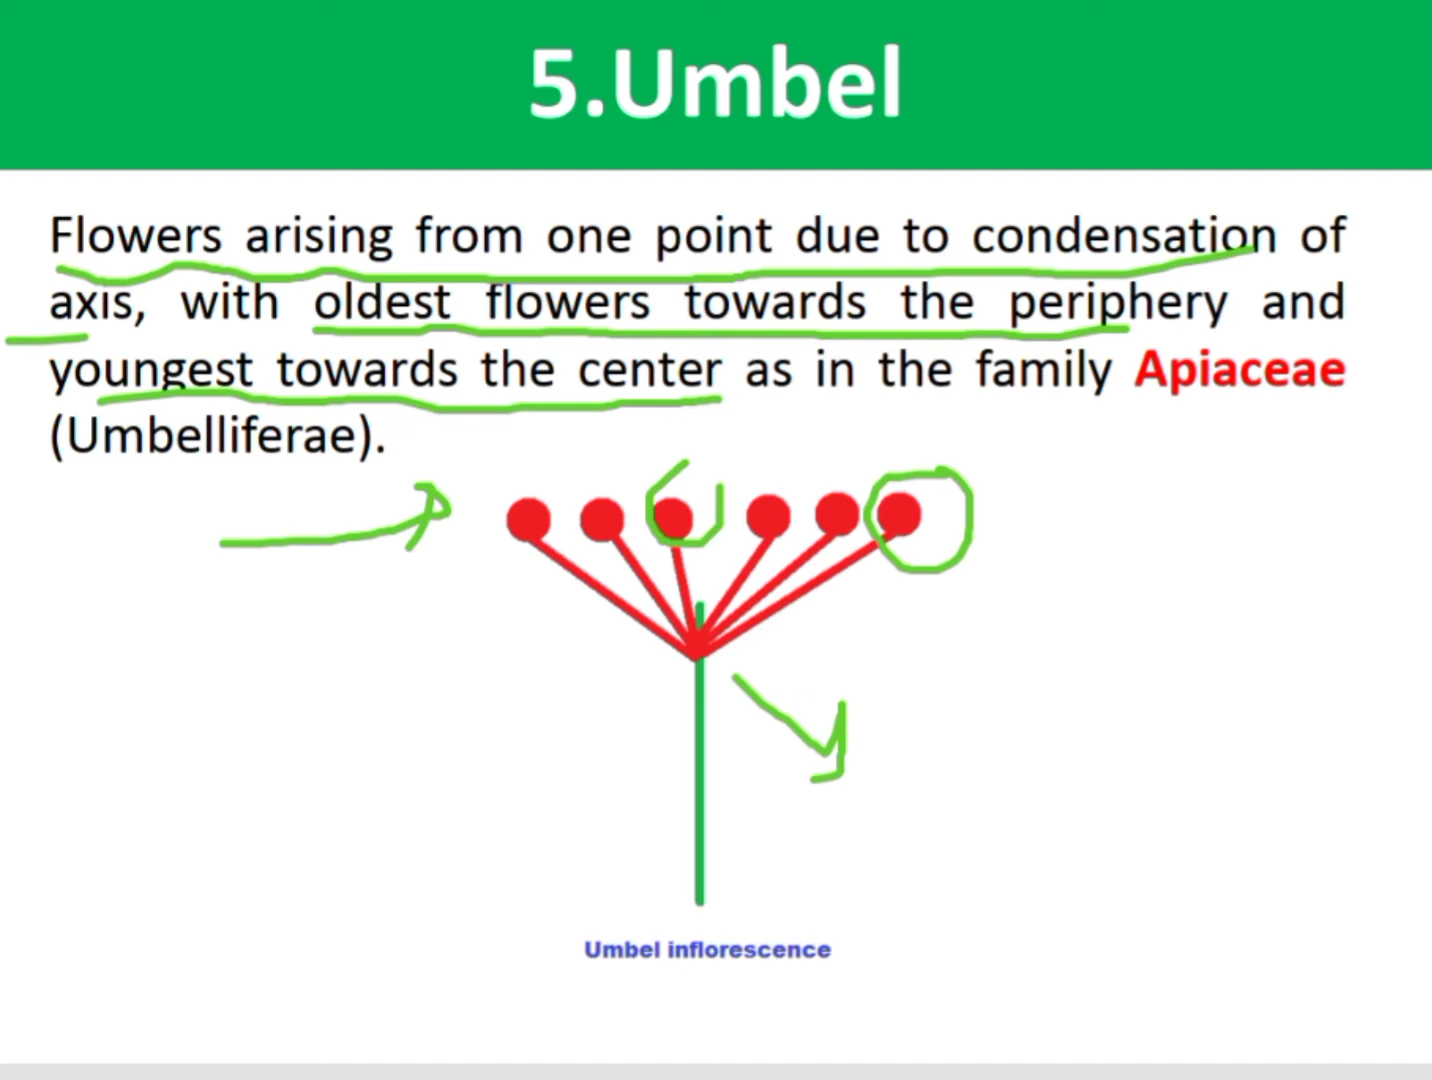 5.Umbel
Flowers arising from one point due to condensation of
axis, with oldest flowers towards the periphery and
youngest towards the center as in the family Apiaceae
(Umbelliferae).
Umbel inflorescence